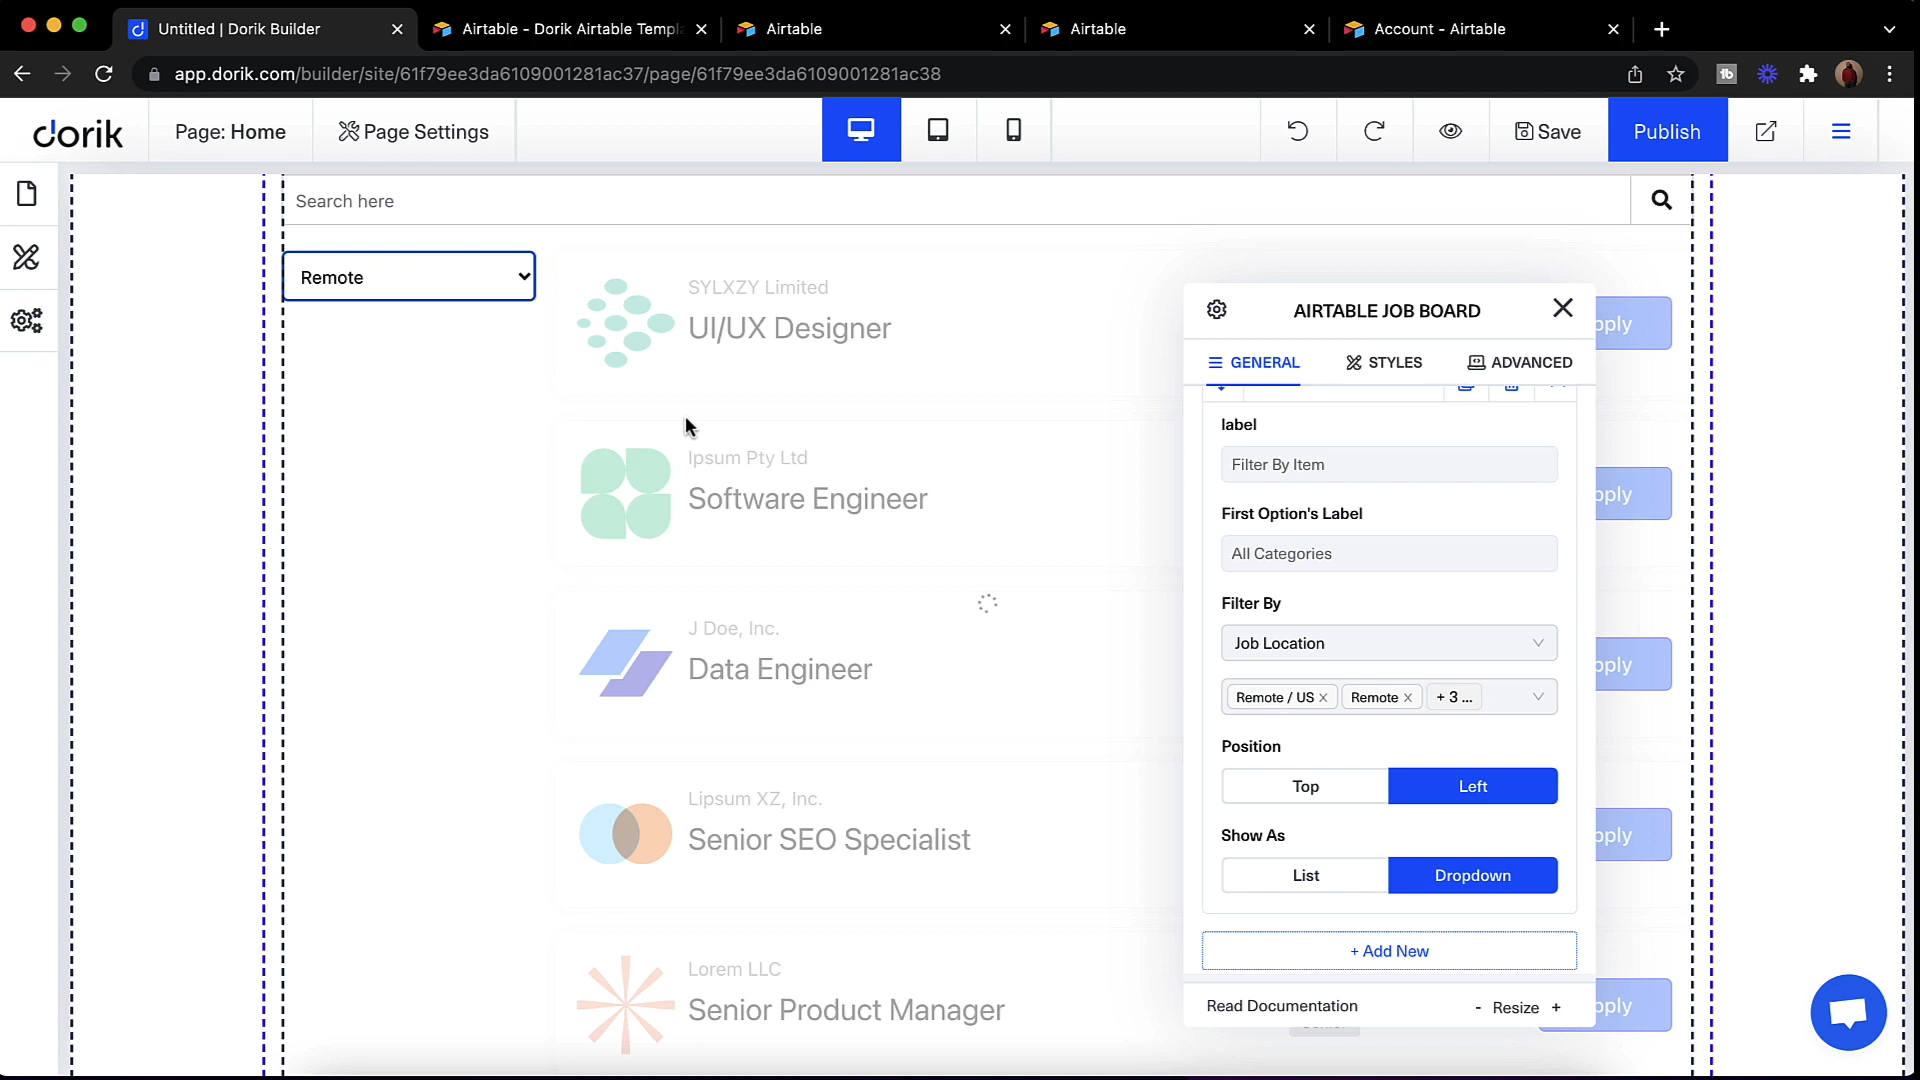 Untitled | Dorik Builder
Airtable - Dorik Airtable Templa
Airtable
Airtable
Account - Airtable
app.dorik.com/builder/site/61f79ee3da6109001281ac37/page/61f79ee3da6109001281ac38
tb
dorik
Page: Home
Page Settings
Save
Publish
Search here
Remote
SYLXZY Limited
UI/UX Designer
pply
Ipsum Pty Ltd
Software Engineer
pply
J Doe, Inc.
Data Engineer
pply
Lipsum XZ, Inc.
Senior SEO Specialist
pply
Lorem LLC
Senior Product Manager
pply
AIRTABLE JOB BOARD
GENERAL
STYLES
ADVANCED
label
Filter By Item
First Option's Label
All Categories
Filter By
Job Location
Remote / US
Remote
+ 3 ...
Position
Top
Left
Show As
List
Dropdown
+ Add New
Read Documentation
- Resize +